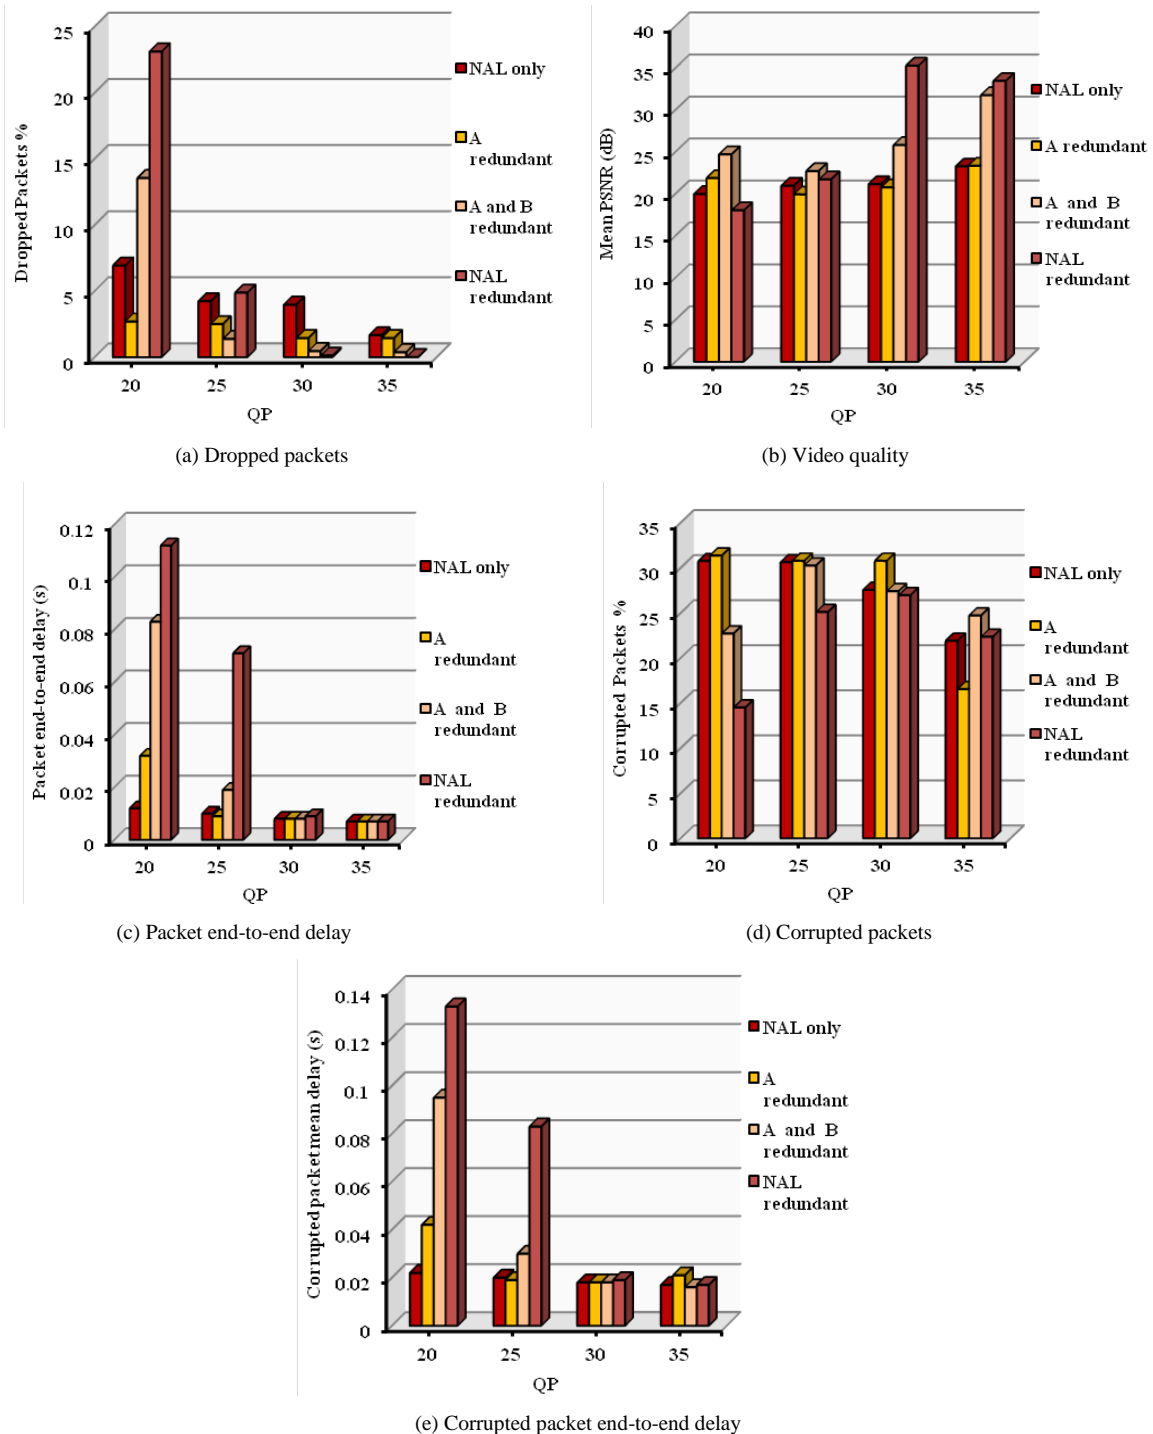 25
20
15
10
5
0
Dropped Packets %
20 25 30 35
QP
NAL only
A
redundant
A and B
redundant
NAL
redundant
(a) Dropped packets
40
35
30
25
20
15
10
5
0
Mean PSNR (dB)
20 25 30 35
QP
NAL only
A redundant
A and B
redundant
NAL
redundant
(b) Video quality
0.12
0.1
0.08
0.06
0.04
0.02
0
Packet end-to-end delay (s)
20 25 30 35
QP
NAL only
A
redundant
A and B
redundant
NAL
redundant
(c) Packet end-to-end delay
35
30
25
20
15
10
5
0
Corrupted Packets %
20 25 30 35
QP
NAL only
A
redundant
A and B
redundant
NAL
redundant
(d) Corrupted packets
0.14
0.12
0.1
0.08
0.06
0.04
0.02
0
Corrupted packet mean delay (s)
20 25 30 35
QP
NAL only
A
redundant
A and B
redundant
NAL
redundant
(e) Corrupted packet end-to-end delay